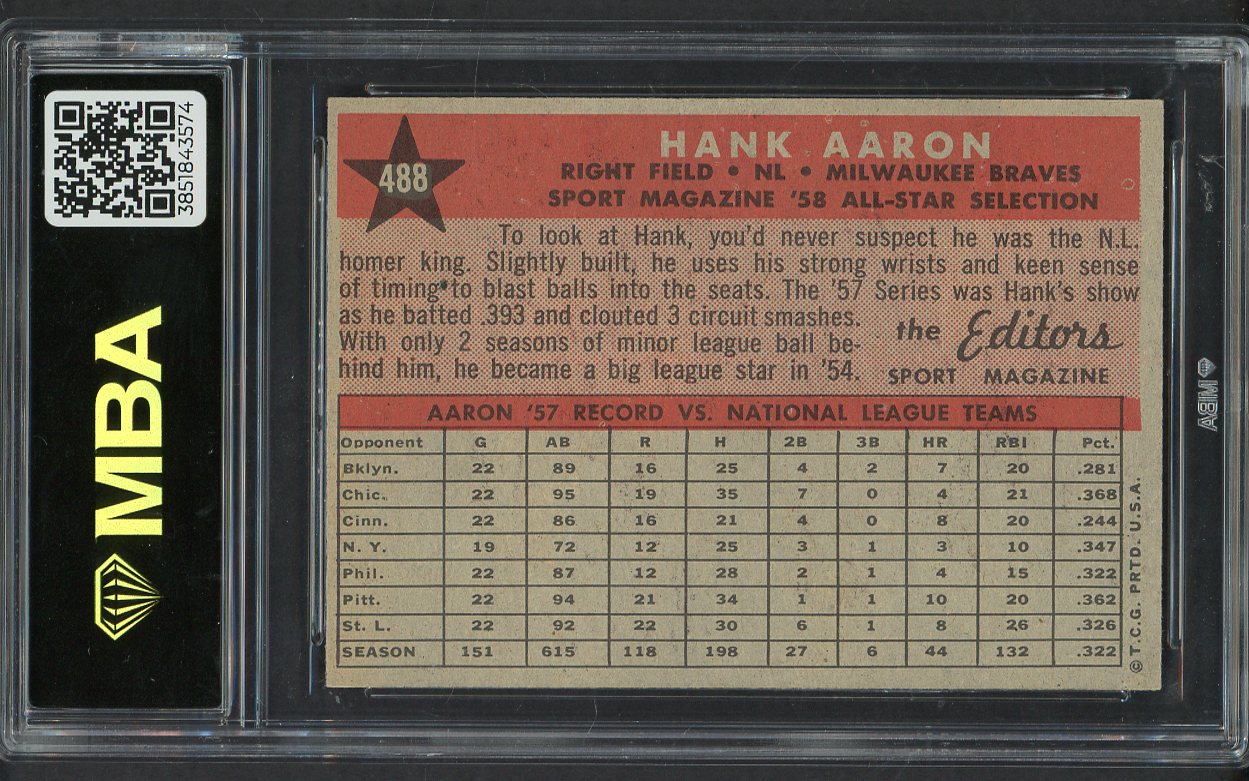 3851843574
MBA
488
HANK AARON
RIGHT FIELD • NL • MILWAUKEE BRAVES
SPORT MAGAZINE '58 ALL-STAR SELECTION
To look at Hank, you'd never suspect he was the N.L.
homer king. Slightly built, he uses his strong wrists and keen sense
of timing to blast balls into the seats. The '57 Series was Hank's show
as he batted .393 and clouted 3 circuit smashes.
With only 2 seasons of minor league ball be-
hind him, he became a big league star in '54.
the Editors
SPORT MAGAZINE
AARON '57 RECORD VS. NATIONAL LEAGUE TEAMS
Opponent G AB R H 2B 3B HR RBI Pct.
Bklyn. 22 89 16 25 4 2 7 20 .281
Chic. 22 95 19 35 7 0 4 21 .368
Cinn. 22 86 16 21 4 0 8 20 .244
N. Y. 19 72 12 25 3 1 3 10 .347
Phil. 22 87 12 28 2 1 4 15 .322
Pitt. 22 94 21 34 1 1 10 20 .362
St. L. 22 92 22 30 6 1 8 26 .326
SEASON 151 615 118 198 27 6 44 132 .322
© T.C.G. PRTD. U.S.A.
MBA